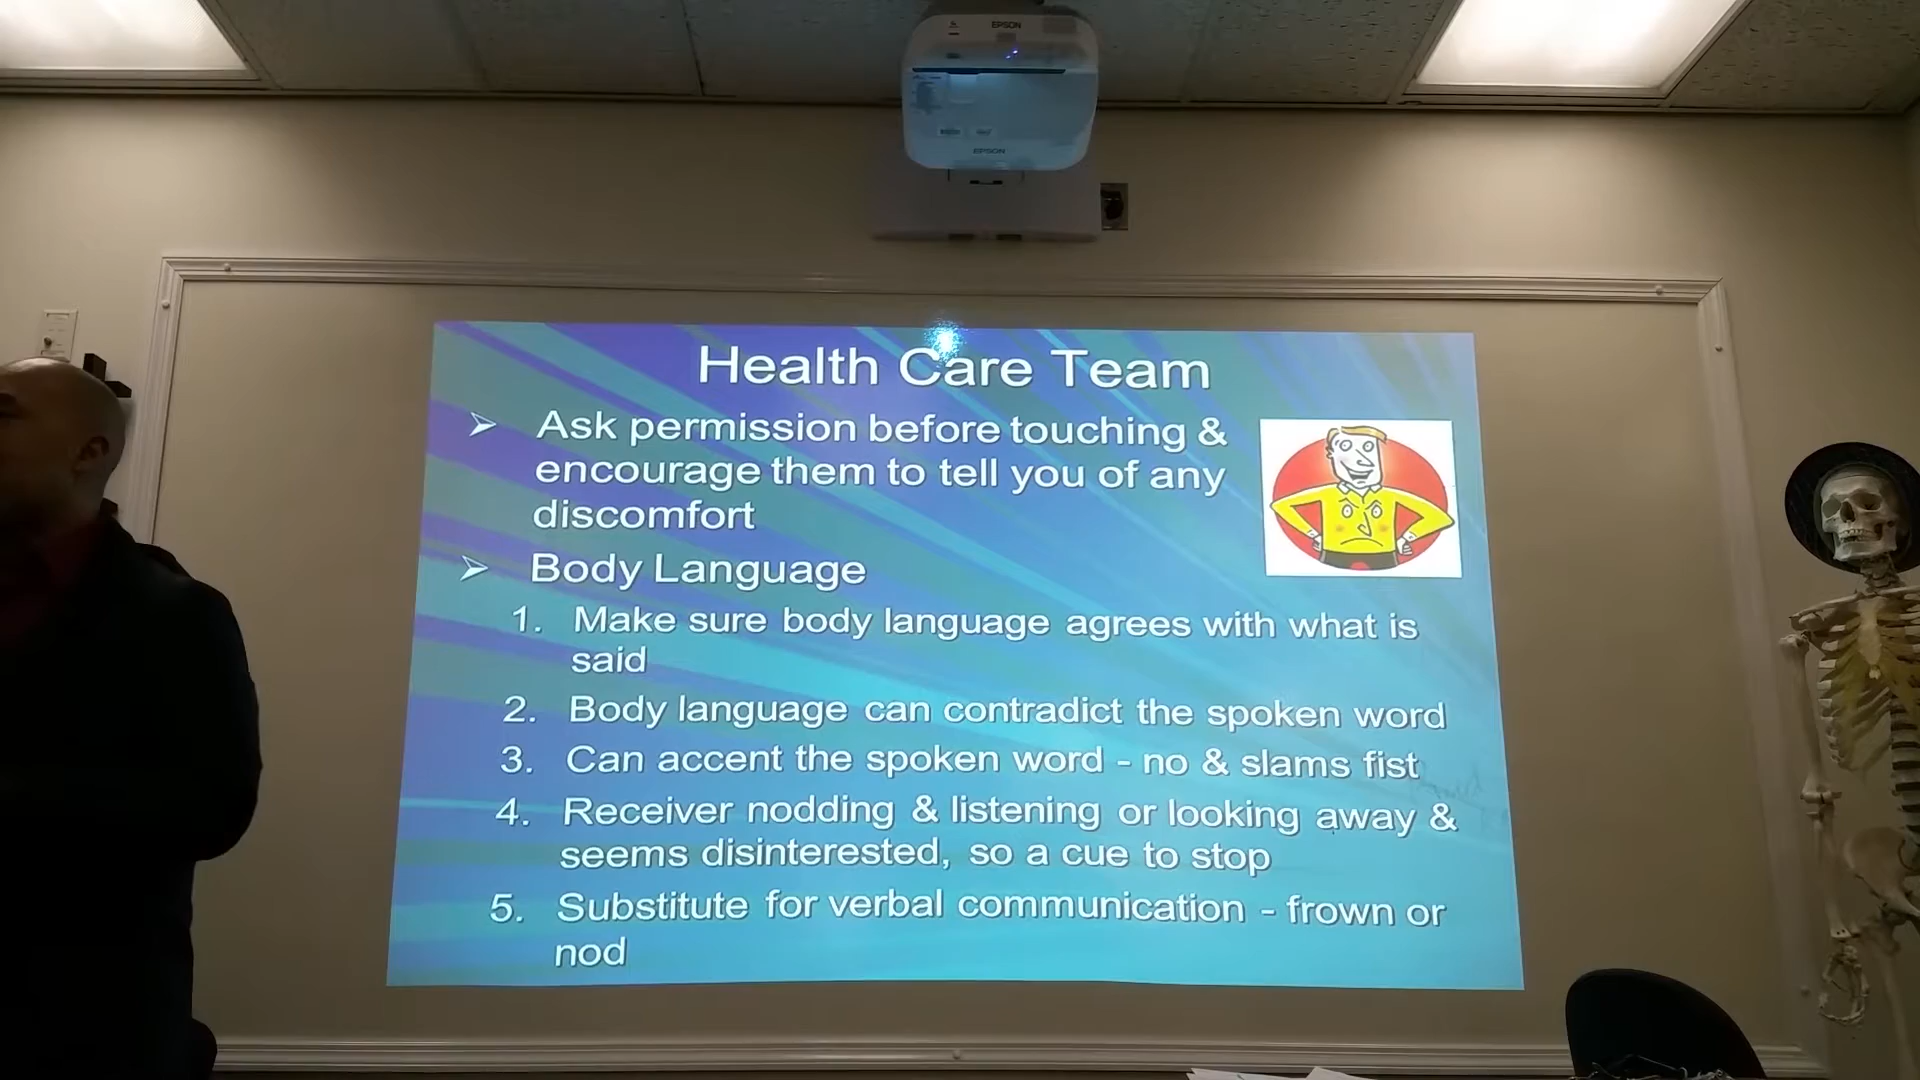 EPSON
EPSON
Health Care Team
➢ Ask permission before touching &
encourage them to tell you of any
discomfort
➢ Body Language
1. Make sure body language agrees with what is
said
2. Body language can contradict the spoken word
3. Can accent the spoken word - no & slams fist
4. Receiver nodding & listening or looking away &
seems disinterested, so a cue to stop
5. Substitute for verbal communication - frown or
nod